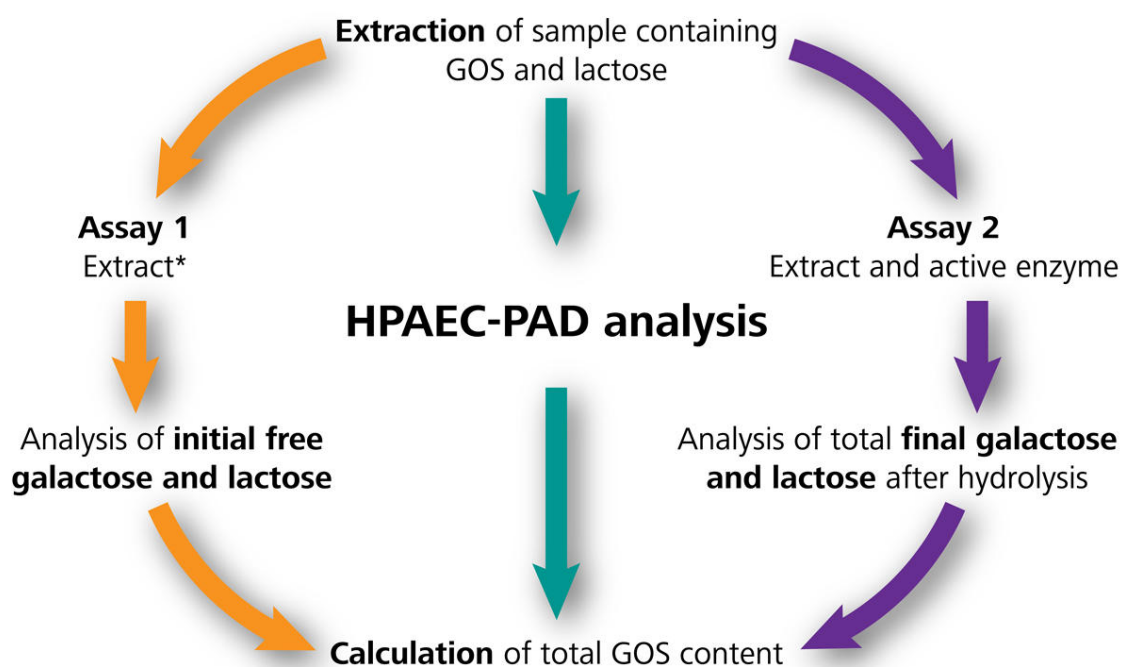 Extraction of sample containing
GOS and lactose
Assay 1
Extract*
Assay 2
Extract and active enzyme
HPAEC-PAD analysis
Analysis of initial free
galactose and lactose
Analysis of total final galactose
and lactose after hydrolysis
Calculation of total GOS content